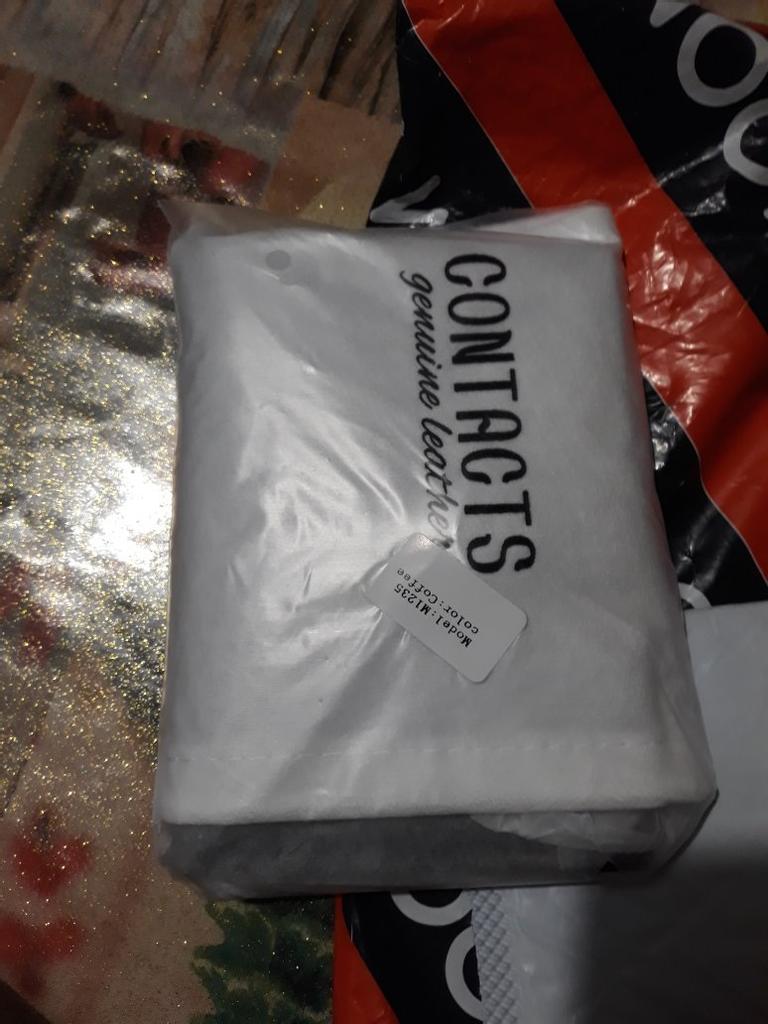 CONTACTS
genuine leather
Model:M1235
color:Coffee